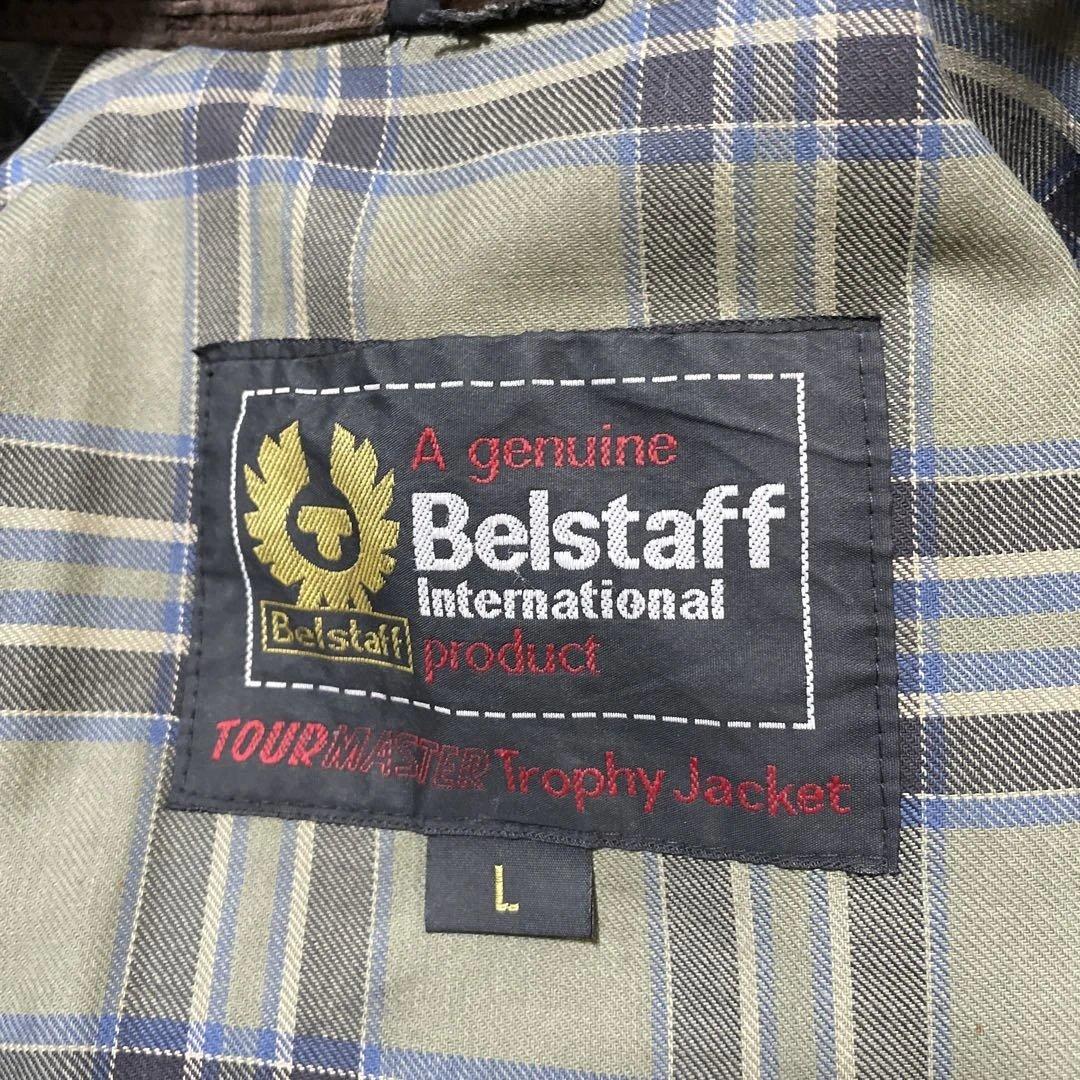 A genuine
Belstaff
International
product
Belstaff
TOURMASTER Trophy Jacket
L